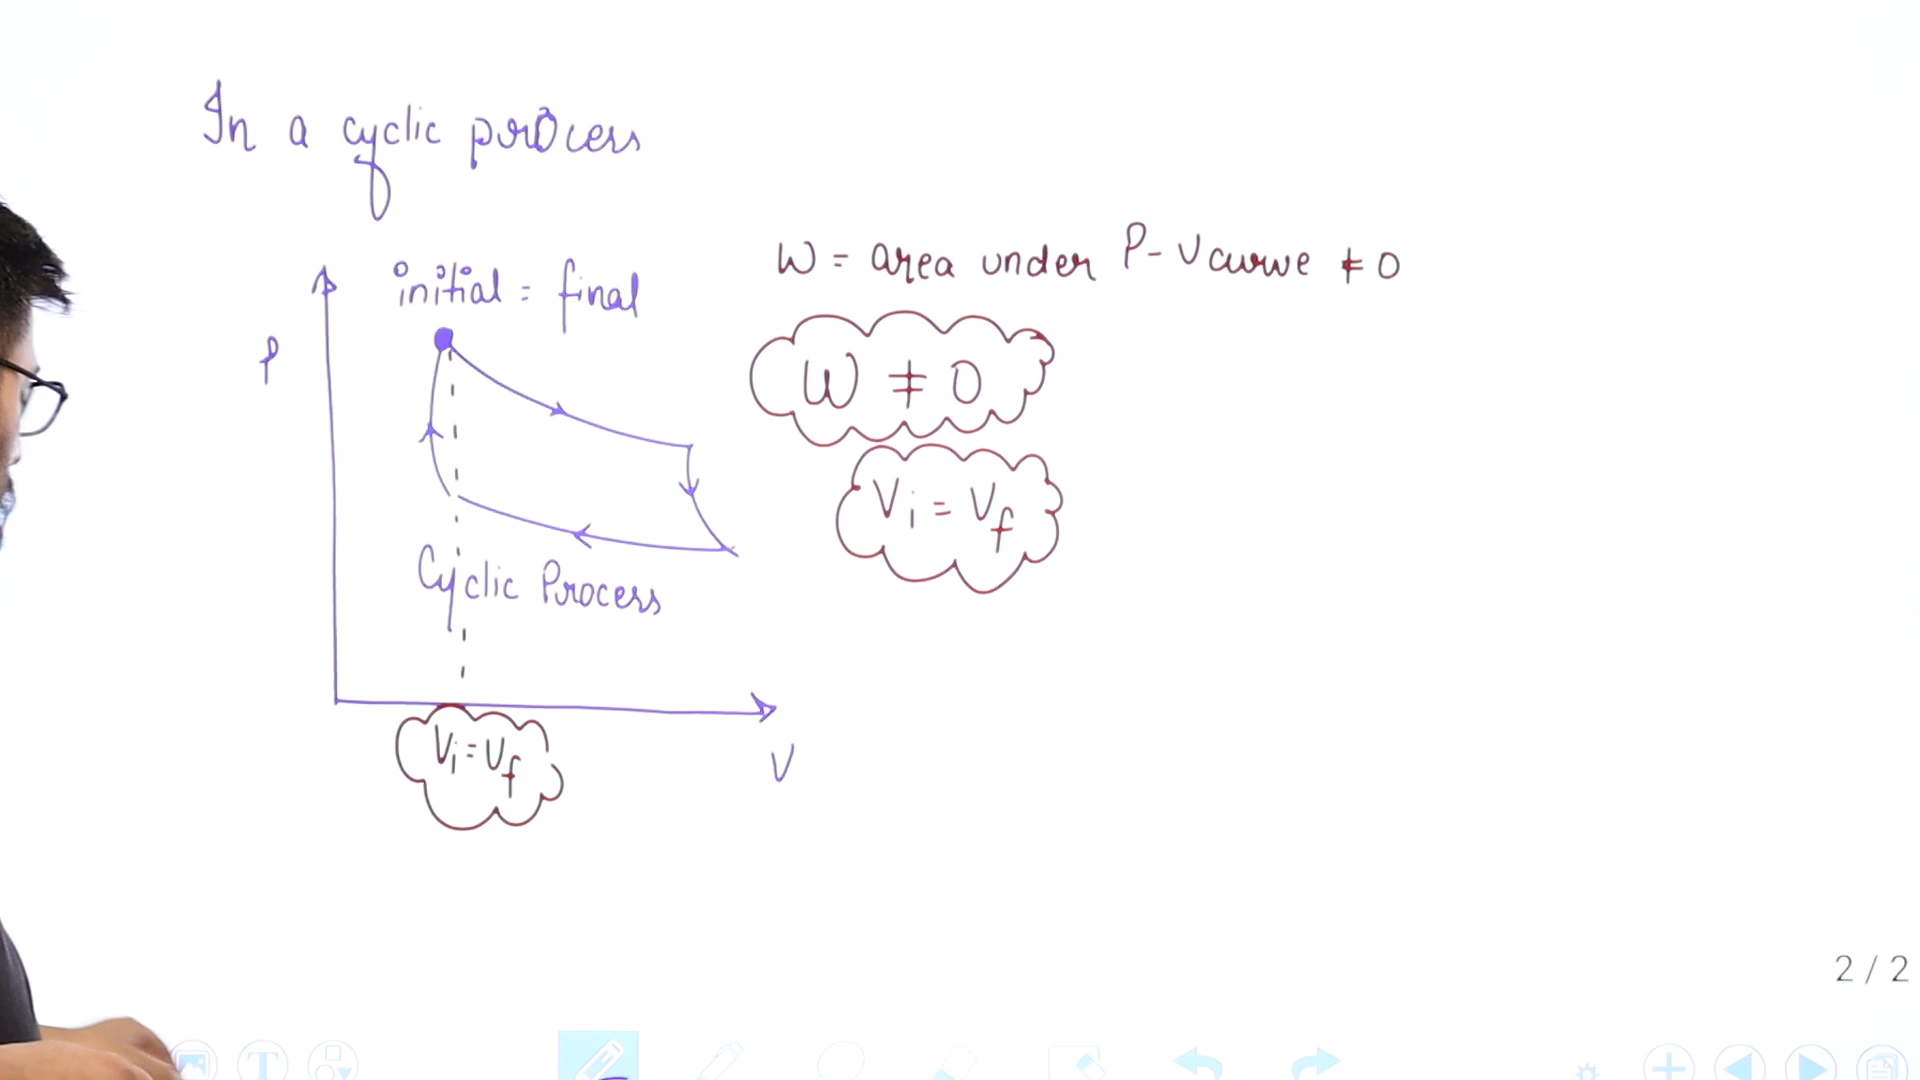 In a cyclic process
W = area under P-V curve ≠ 0
initial = final
P
W ≠ 0
Vi = Vf
Cyclic Process
Vi = Vf
V
2 / 2
T